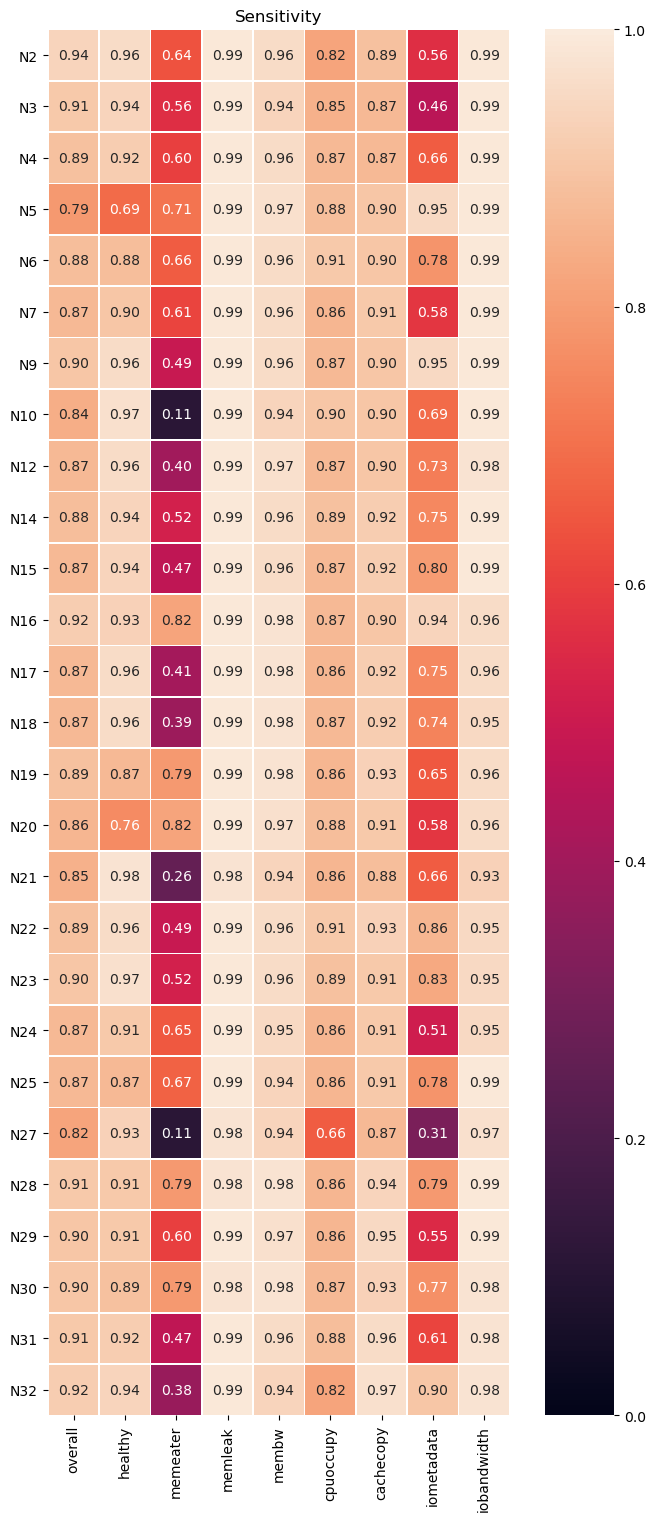 Sensitivity
N2 0.94 0.96 0.64 0.99 0.96 0.82 0.89 0.56 0.99
N3 0.91 0.94 0.56 0.99 0.94 0.85 0.87 0.46 0.99
N4 0.89 0.92 0.60 0.99 0.96 0.87 0.87 0.66 0.99
N5 0.79 0.69 0.71 0.99 0.97 0.88 0.90 0.95 0.99
N6 0.88 0.88 0.66 0.99 0.96 0.91 0.90 0.78 0.99
N7 0.87 0.90 0.61 0.99 0.96 0.86 0.91 0.58 0.99
N9 0.90 0.96 0.49 0.99 0.96 0.87 0.90 0.95 0.99
N10 0.84 0.97 0.11 0.99 0.94 0.90 0.90 0.69 0.99
N12 0.87 0.96 0.40 0.99 0.97 0.87 0.90 0.73 0.98
N14 0.88 0.94 0.52 0.99 0.96 0.89 0.92 0.75 0.99
N15 0.87 0.94 0.47 0.99 0.96 0.87 0.92 0.80 0.99
N16 0.92 0.93 0.82 0.99 0.98 0.87 0.90 0.94 0.96
N17 0.87 0.96 0.41 0.99 0.98 0.86 0.92 0.75 0.96
N18 0.87 0.96 0.39 0.99 0.98 0.87 0.92 0.74 0.95
N19 0.89 0.87 0.79 0.99 0.98 0.86 0.93 0.65 0.96
N20 0.86 0.76 0.82 0.99 0.97 0.88 0.91 0.58 0.96
N21 0.85 0.98 0.26 0.98 0.94 0.86 0.88 0.66 0.93
N22 0.89 0.96 0.49 0.99 0.96 0.91 0.93 0.86 0.95
N23 0.90 0.97 0.52 0.99 0.96 0.89 0.91 0.83 0.95
N24 0.87 0.91 0.65 0.99 0.95 0.86 0.91 0.51 0.95
N25 0.87 0.87 0.67 0.99 0.94 0.86 0.91 0.78 0.99
N27 0.82 0.93 0.11 0.98 0.94 0.66 0.87 0.31 0.97
N28 0.91 0.91 0.79 0.98 0.98 0.86 0.94 0.79 0.99
N29 0.90 0.91 0.60 0.99 0.97 0.86 0.95 0.55 0.99
N30 0.90 0.89 0.79 0.98 0.98 0.87 0.93 0.77 0.98
N31 0.91 0.92 0.47 0.99 0.96 0.88 0.96 0.61 0.98
N32 0.92 0.94 0.38 0.99 0.94 0.82 0.97 0.90 0.98
overall healthy memeater memleak membw cpuoccupy cachecopy iometadata iobandwidth
1.0
0.8
0.6
0.4
0.2
0.0